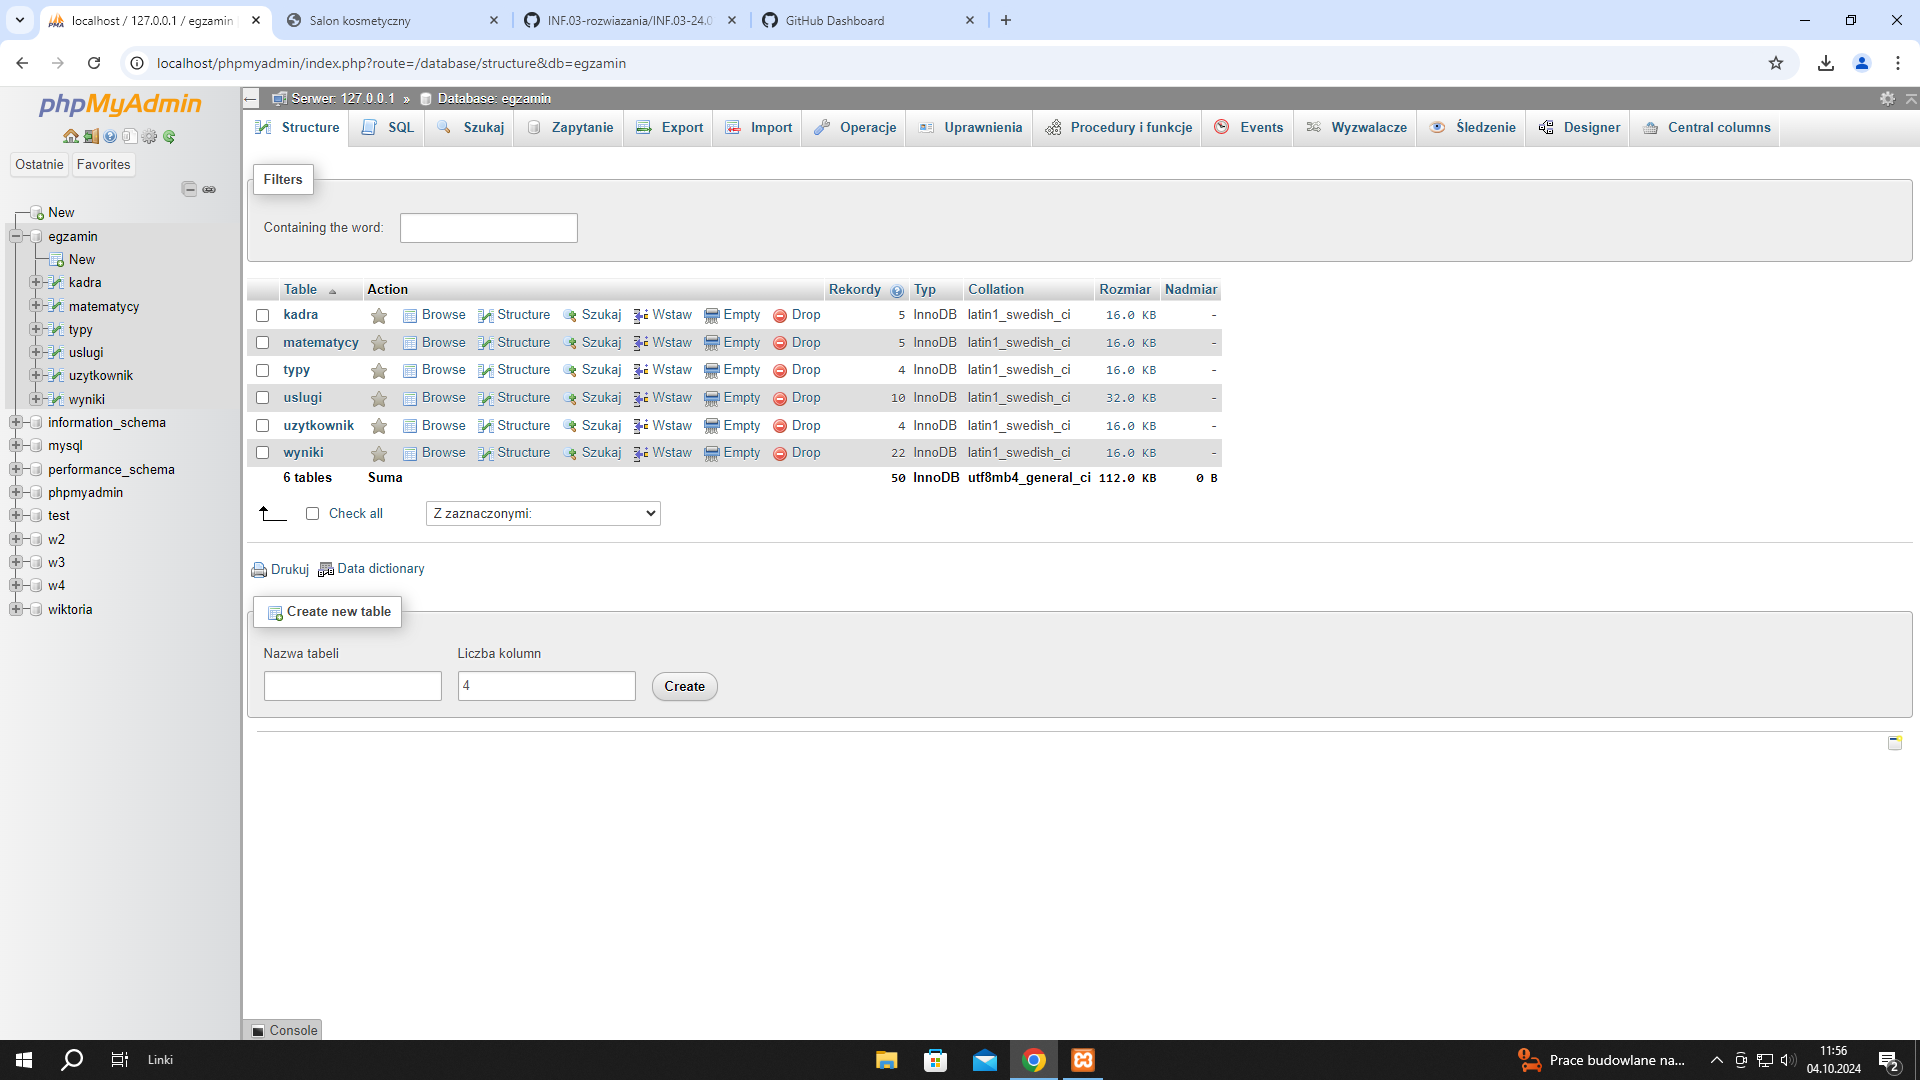 localhost / 127.0.0.1 / egzamin
Salon kosmetyczny
INF.03-rozwiazania/INF.03-24.0
GitHub Dashboard
localhost/phpmyadmin/index.php?route=/database/structure&db=egzamin
phpMyAdmin
Ostatnie
Favorites
New
egzamin
New
kadra
matematycy
typy
uslugi
uzytkownik
wyniki
information_schema
mysql
performance_schema
phpmyadmin
test
w2
w3
w4
wiktoria
Serwer: 127.0.0.1 » Database: egzamin
Structure SQL Szukaj Zapytanie Export Import Operacje Uprawnienia Procedury i funkcje Events Wyzwalacze Śledzenie Designer Central columns
Filters
Containing the word:
Table Action Rekordy Typ Collation Rozmiar Nadmiar
kadra Browse Structure Szukaj Wstaw Empty Drop 5 InnoDB latin1_swedish_ci 16.0 KB -
matematycy Browse Structure Szukaj Wstaw Empty Drop 5 InnoDB latin1_swedish_ci 16.0 KB -
typy Browse Structure Szukaj Wstaw Empty Drop 4 InnoDB latin1_swedish_ci 16.0 KB -
uslugi Browse Structure Szukaj Wstaw Empty Drop 10 InnoDB latin1_swedish_ci 32.0 KB -
uzytkownik Browse Structure Szukaj Wstaw Empty Drop 4 InnoDB latin1_swedish_ci 16.0 KB -
wyniki Browse Structure Szukaj Wstaw Empty Drop 22 InnoDB latin1_swedish_ci 16.0 KB -
6 tables Suma 50 InnoDB utf8mb4_general_ci 112.0 KB 0 B
Check all
Z zaznaczonymi:
Drukuj Data dictionary
Create new table
Nazwa tabeli
Liczba kolumn
4
Create
Console
Linki
Prace budowlane na...
11:56
04.10.2024
2